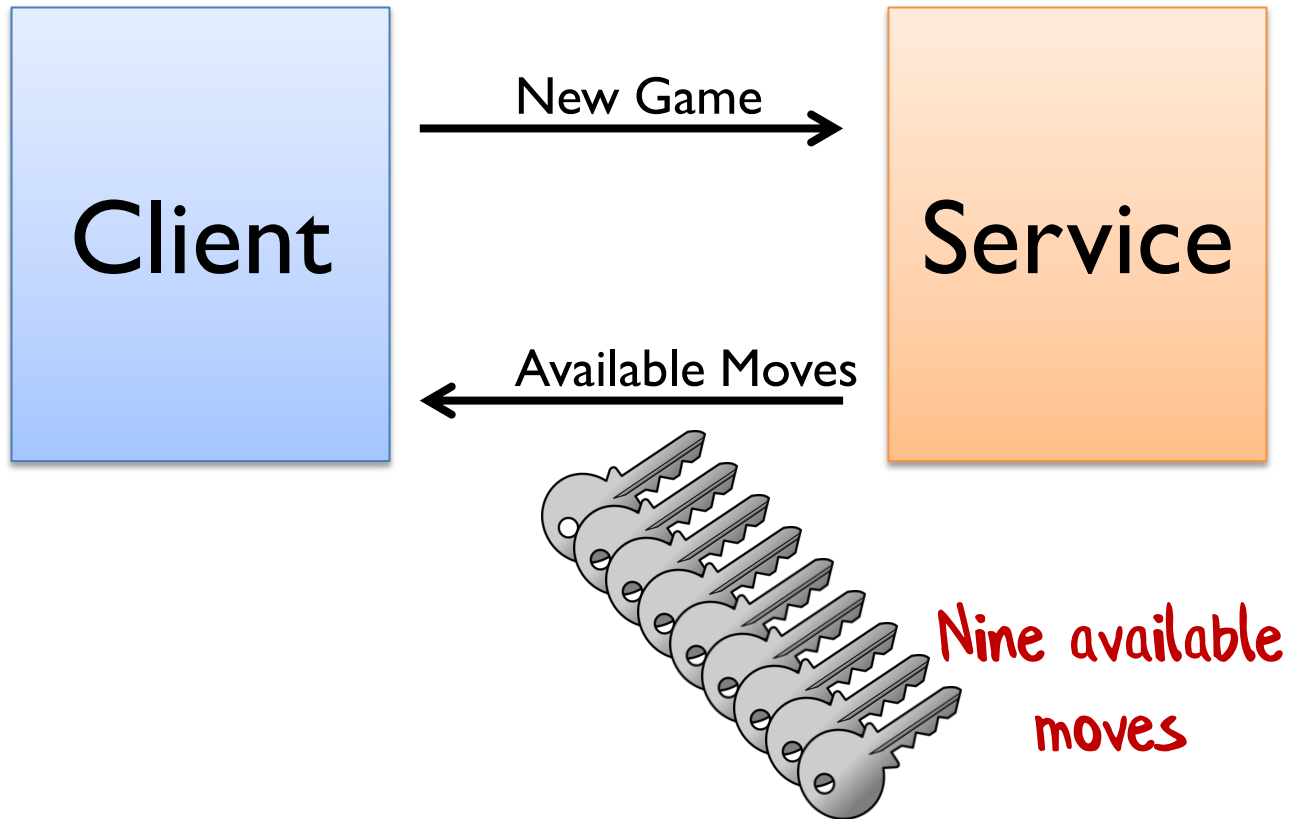 New Game
Client
Service
Available Moves
Nine available
moves